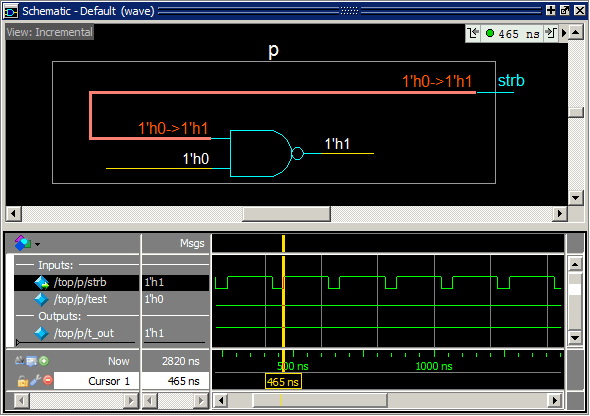 Schematic - Default (wave)
View: Incremental
465 ns
p
1'h0->1'h1
strb
1'h0->1'h1
1'h0
1'h1
Msgs
Inputs:
/top/p/strb 1'h1
/top/p/test 1'h0
Outputs:
/top/p/t_out 1'h1
Now 2820 ns 500 ns 1000 ns
Cursor 1 465 ns 465 ns